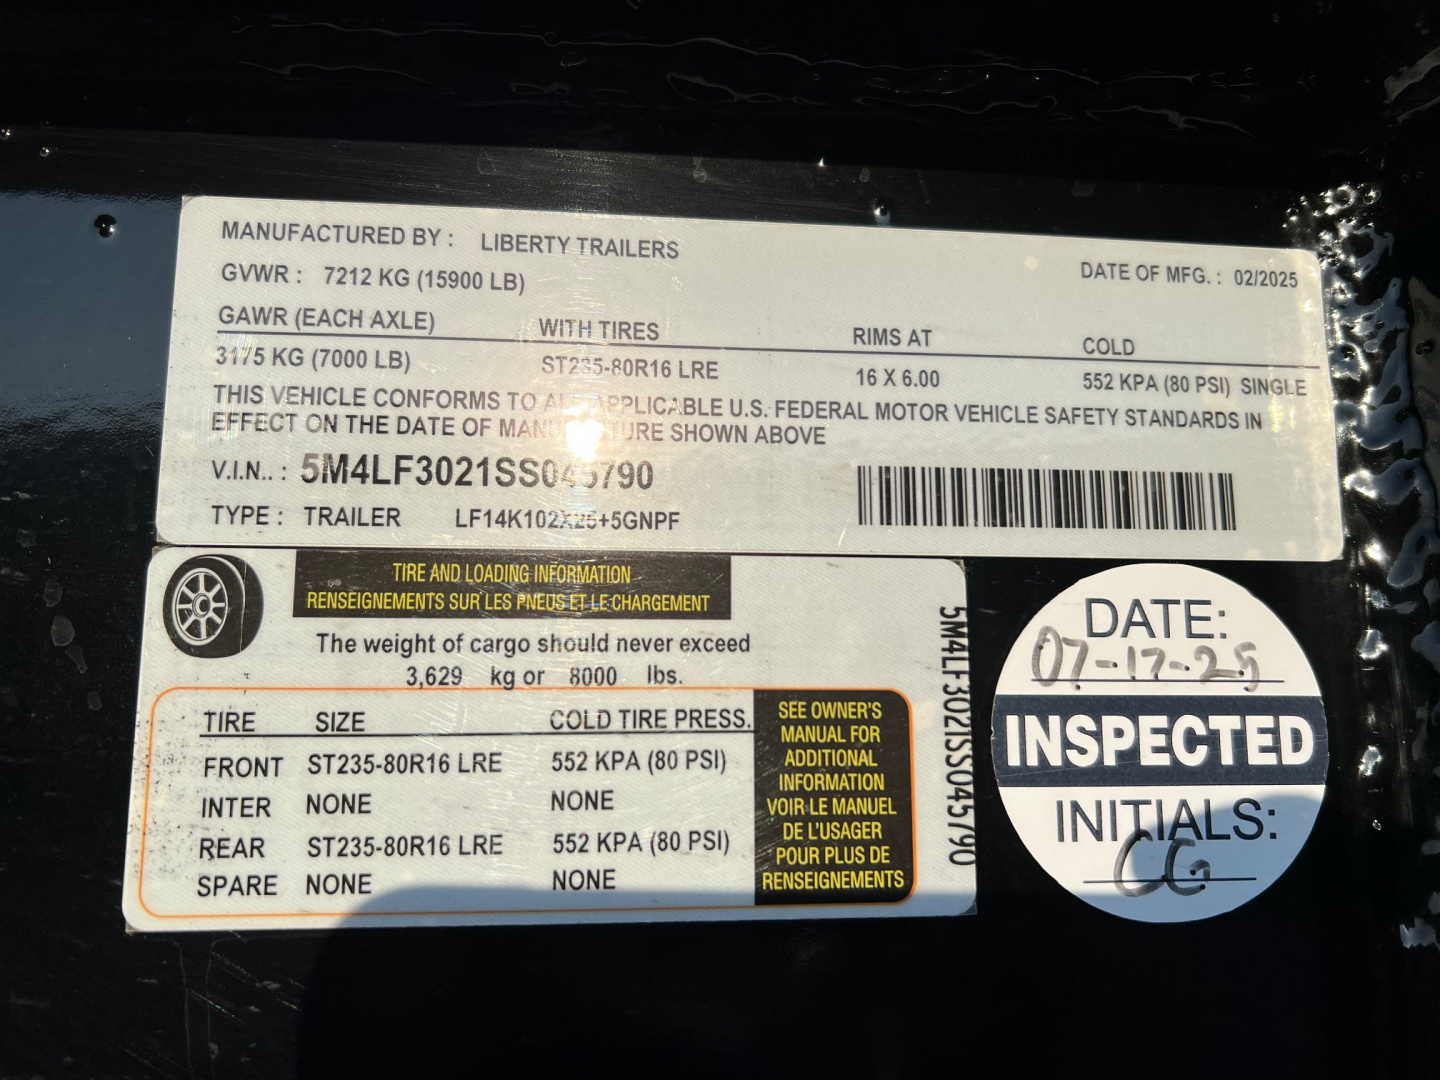 MANUFACTURED BY : LIBERTY TRAILERS
GVWR : 7212 KG (15900 LB) DATE OF MFG. : 02/2025
GAWR (EACH AXLE) WITH TIRES RIMS AT COLD
3175 KG (7000 LB) ST235-80R16 LRE 16 X 6.00 552 KPA (80 PSI) SINGLE
THIS VEHICLE CONFORMS TO ALL APPLICABLE U.S. FEDERAL MOTOR VEHICLE SAFETY STANDARDS IN
EFFECT ON THE DATE OF MANUFACTURE SHOWN ABOVE
V.I.N.. : 5M4LF3021SS045790
TYPE : TRAILER LF14K102X25+5GNPF
TIRE AND LOADING INFORMATION
RENSEIGNEMENTS SUR LES PNEUS ET LE CHARGEMENT
The weight of cargo should never exceed
3,629 kg or 8000 lbs.
TIRE SIZE COLD TIRE PRESS.
FRONT ST235-80R16 LRE 552 KPA (80 PSI)
INTER NONE NONE
REAR ST235-80R16 LRE 552 KPA (80 PSI)
SPARE NONE NONE
SEE OWNER'S
MANUAL FOR
ADDITIONAL
INFORMATION
VOIR LE MANUEL
DE L'USAGER
POUR PLUS DE
RENSEIGNEMENTS
5M4LF3021SS045790
DATE:
07-17-25
INSPECTED
INITIALS:
CG